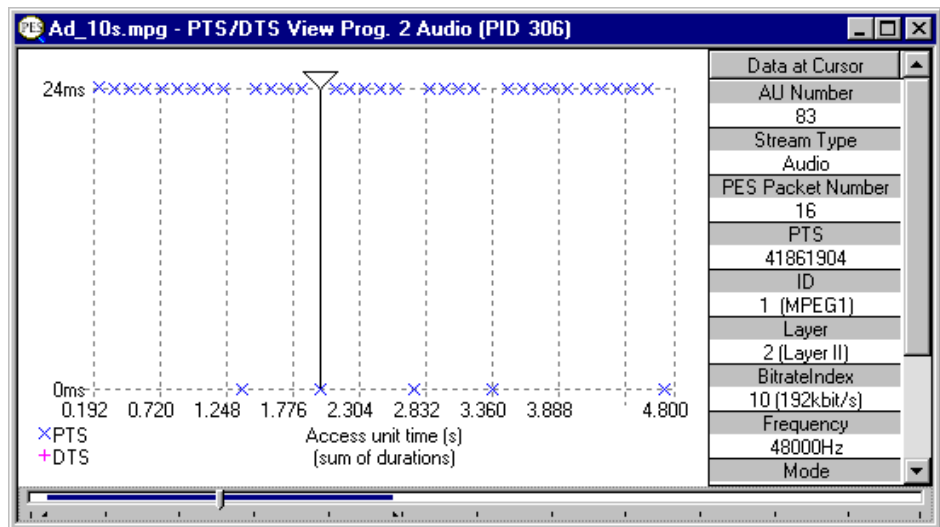 PES Ad_10s.mpg - PTS/DTS View Prog. 2 Audio (PID 306)
24ms
0ms
0.192 0.720 1.248 1.776 2.304 2.832 3.360 3.888 4.800
×PTS
+DTS
Access unit time (s)
(sum of durations)
Data at Cursor
AU Number
83
Stream Type
Audio
PES Packet Number
16
PTS
41861904
ID
1 (MPEG1)
Layer
2 (Layer II)
BitrateIndex
10 (192kbit/s)
Frequency
48000Hz
Mode